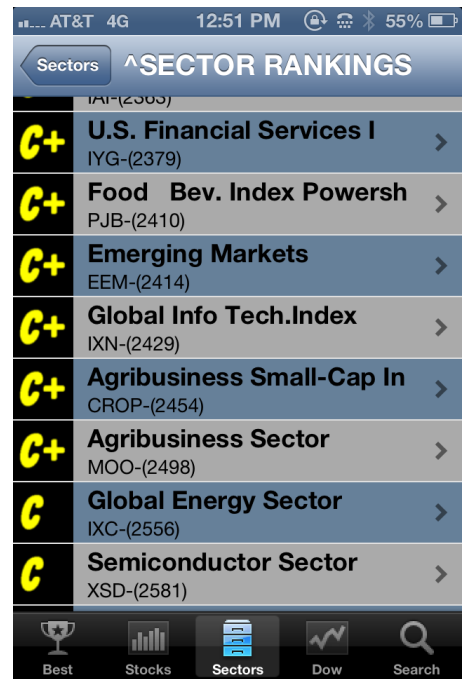 AT&T 4G 12:51 PM 55%
Sectors ^SECTOR RANKINGS
IAI-(2363)
C+ U.S. Financial Services I
IYG-(2379)
C+ Food Bev. Index Powersh
PJB-(2410)
C+ Emerging Markets
EEM-(2414)
C+ Global Info Tech.Index
IXN-(2429)
C+ Agribusiness Small-Cap In
CROP-(2454)
C+ Agribusiness Sector
MOO-(2498)
C Global Energy Sector
IXC-(2556)
C Semiconductor Sector
XSD-(2581)
Best Stocks Sectors Dow Search